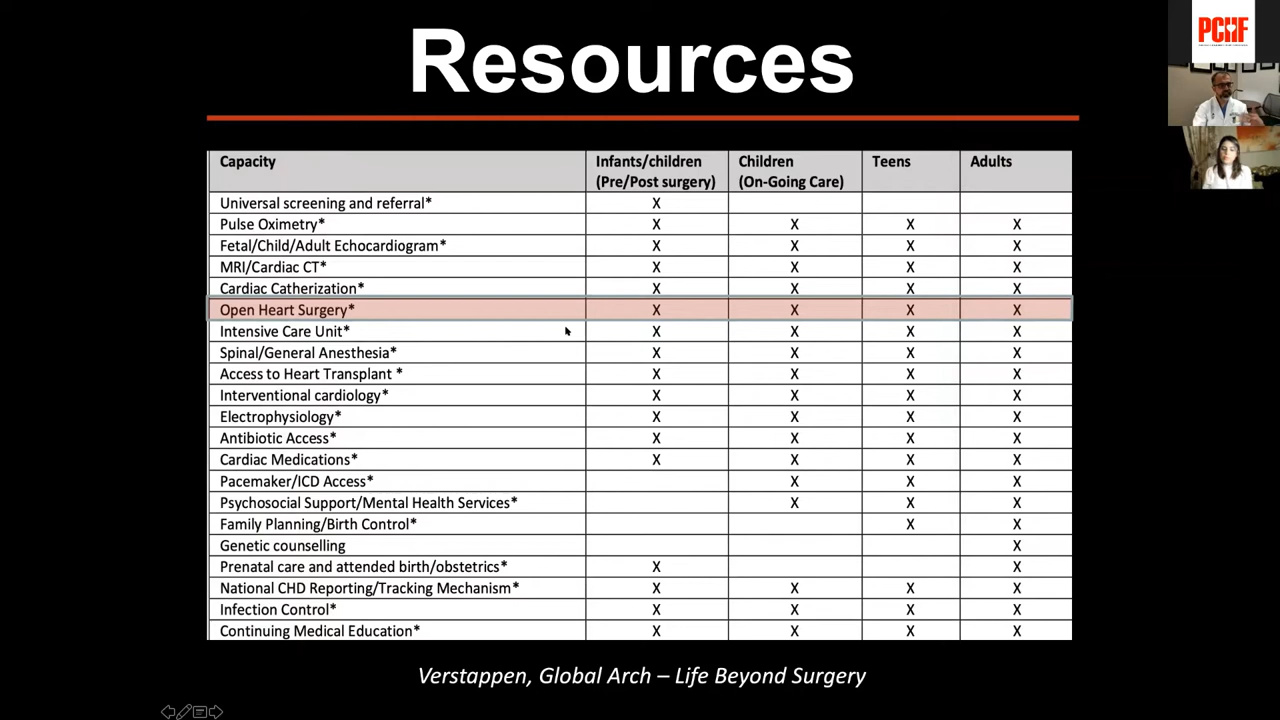 PCHF
Resources
Capacity Infants/children Children Teens Adults
(Pre/Post surgery) (On-Going Care)
Universal screening and referral* X
Pulse Oximetry* X X X X
Fetal/Child/Adult Echocardiogram* X X X X
MRI/Cardiac CT* X X X X
Cardiac Catherization* X X X X
Open Heart Surgery* X X X X
Intensive Care Unit* X X X X
Spinal/General Anesthesia* X X X X
Access to Heart Transplant * X X X X
Interventional cardiology* X X X X
Electrophysiology* X X X X
Antibiotic Access* X X X X
Cardiac Medications* X X X X
Pacemaker/ICD Access* X X X
Psychosocial Support/Mental Health Services* X X X
Family Planning/Birth Control* X X
Genetic counselling X
Prenatal care and attended birth/obstetrics* X X
National CHD Reporting/Tracking Mechanism* X X X X
Infection Control* X X X X
Continuing Medical Education* X X X X
Verstappen, Global Arch – Life Beyond Surgery